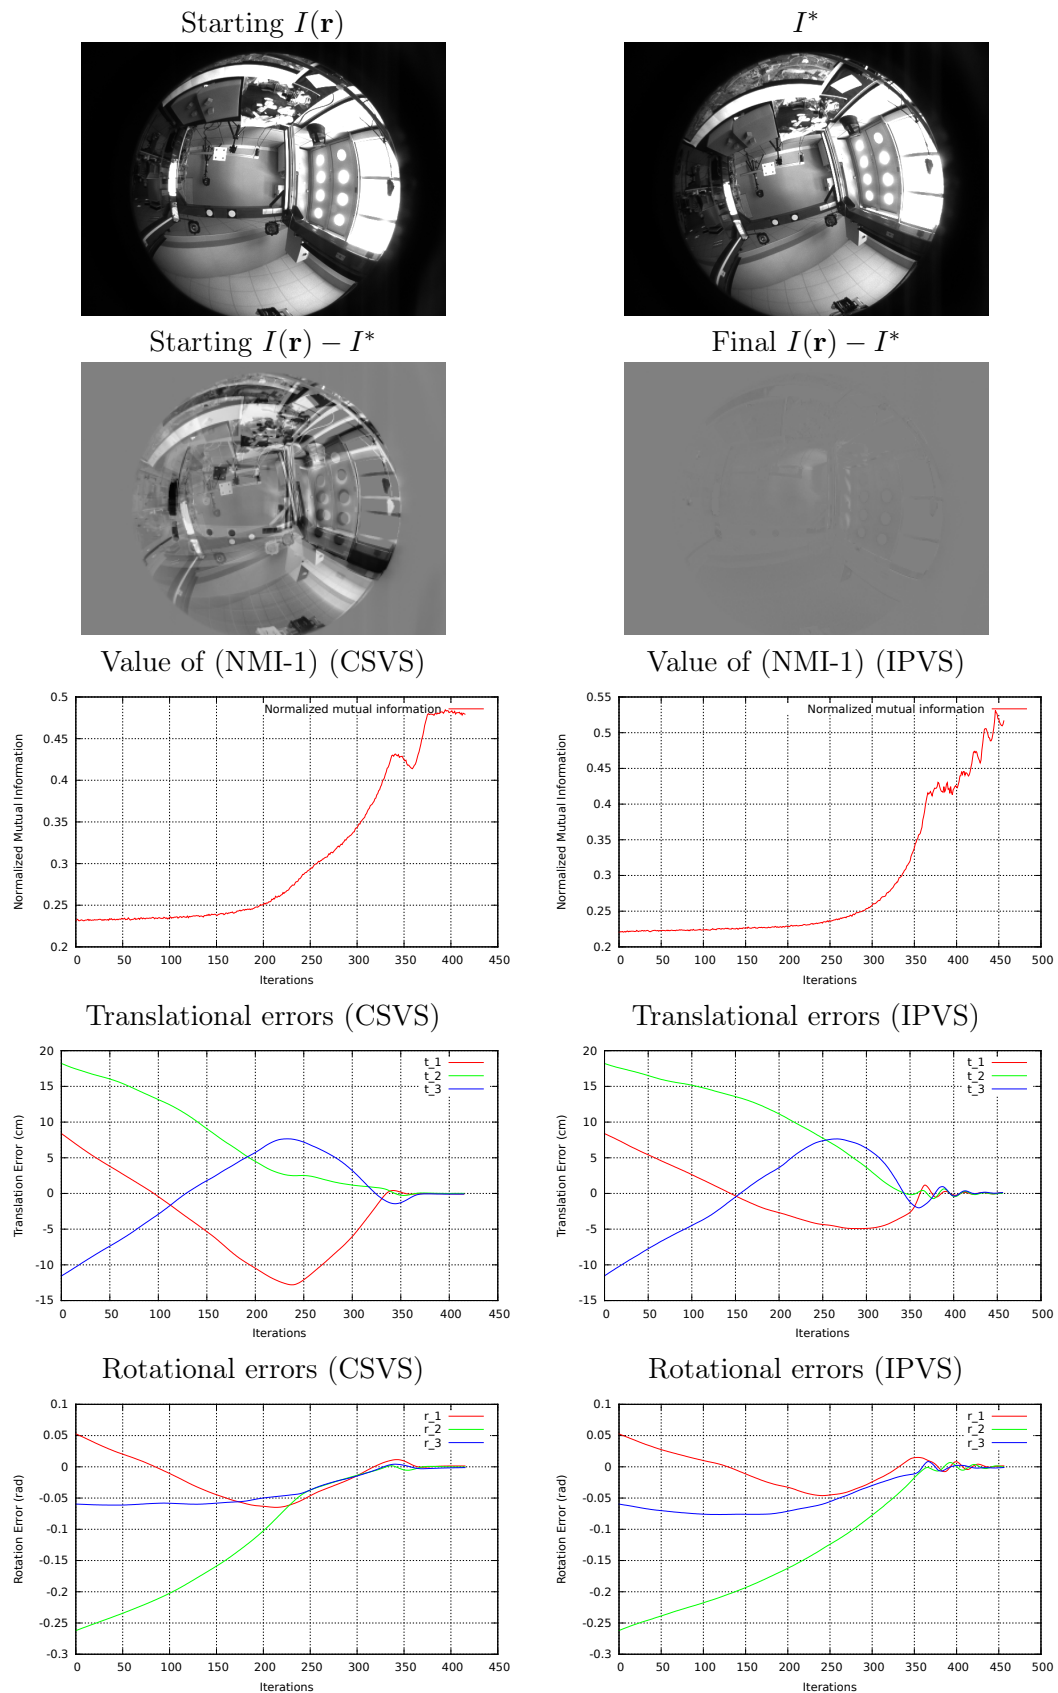 Starting I(r)
I*
Starting I(r) − I*
Final I(r) − I*
Value of (NMI-1) (CSVS)
Value of (NMI-1) (IPVS)
Normalized Mutual Information
0.5
0.45
0.4
0.35
0.3
0.25
0.2
Normalized mutual information
0 50 100 150 200 250 300 350 400 450
Iterations
Normalized Mutual Information
0.55
0.5
0.45
0.4
0.35
0.3
0.25
0.2
Normalized mutual information
0 50 100 150 200 250 300 350 400 450 500
Iterations
Translational errors (CSVS)
Translational errors (IPVS)
Translation Error (cm)
20
15
10
5
0
-5
-10
-15
t_1
t_2
t_3
0 50 100 150 200 250 300 350 400 450
Iterations
Translation Error (cm)
20
15
10
5
0
-5
-10
-15
t_1
t_2
t_3
0 50 100 150 200 250 300 350 400 450 500
Iterations
Rotational errors (CSVS)
Rotational errors (IPVS)
Rotation Error (rad)
0.1
0.05
0
-0.05
-0.1
-0.15
-0.2
-0.25
-0.3
r_1
r_2
r_3
0 50 100 150 200 250 300 350 400 450
Iterations
Rotation Error (rad)
0.1
0.05
0
-0.05
-0.1
-0.15
-0.2
-0.25
-0.3
r_1
r_2
r_3
0 50 100 150 200 250 300 350 400 450 500
Iterations